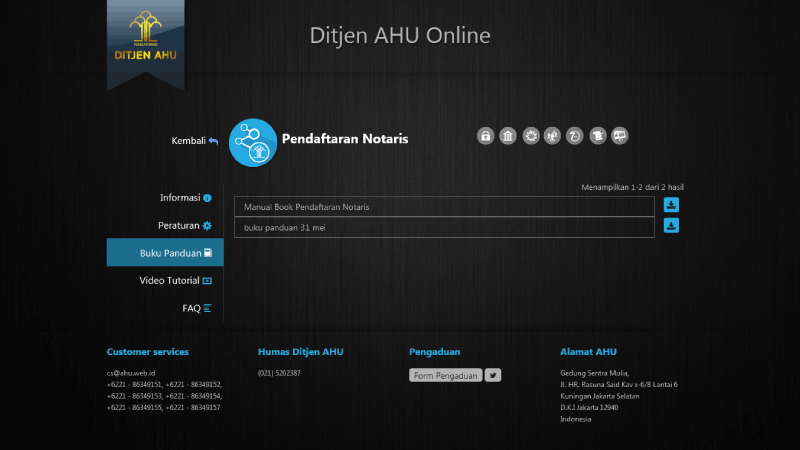 PENGAYOMAN
DITJEN AHU
Ditjen AHU Online
Kembali
Pendaftaran Notaris
Menampilkan 1-2 dari 2 hasil
Informasi
Peraturan
Buku Panduan
Video Tutorial
FAQ
Manual Book Pendaftaran Notaris
buku panduan 31 mei
Customer services
cs@ahu.web.id
+6221 - 86349151, +6221 - 86349152,
+6221 - 86349153, +6221 - 86349154,
+6221 - 86349155, +6221 - 86349157
Humas Ditjen AHU
(021) 5202387
Pengaduan
Form Pengaduan
Alamat AHU
Gedung Sentra Mulia,
Jl. HR. Rasuna Said Kav x-6/8 Lantai 6
Kuningan Jakarta Selatan
D.K.I Jakarta 12940
Indonesia